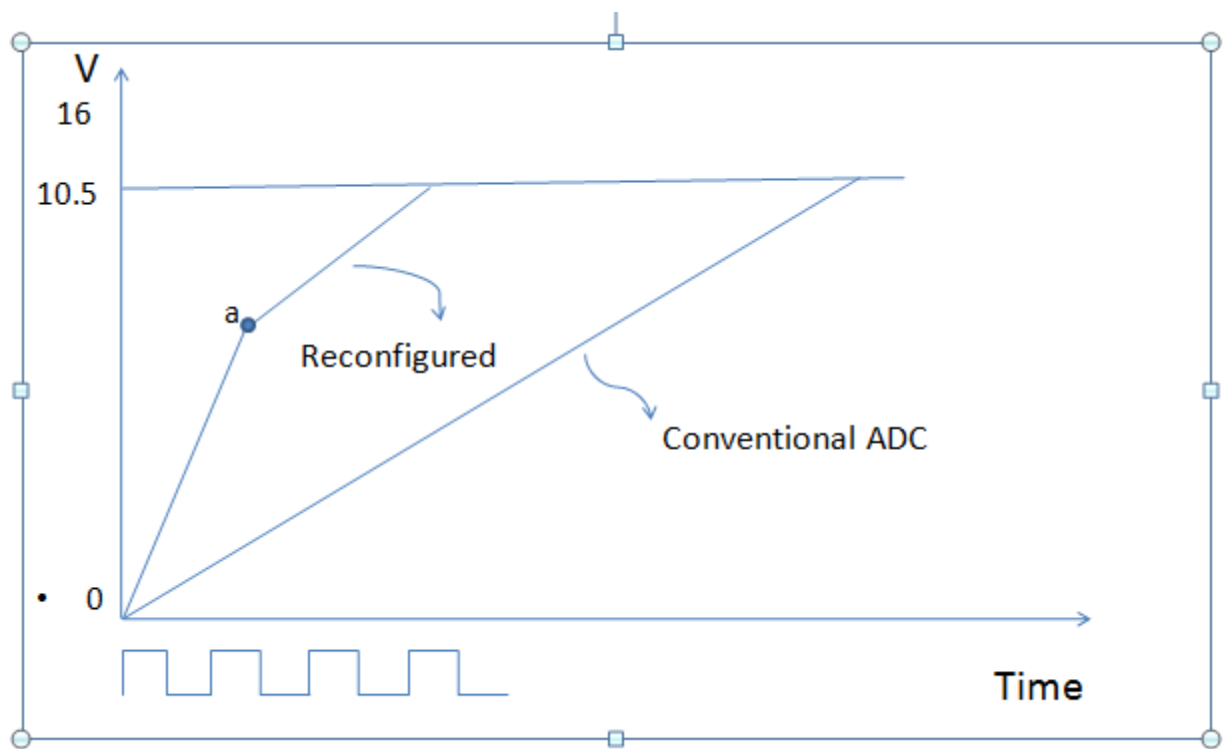 V
16
10.5
a
Reconfigured
Conventional ADC
• 0
Time